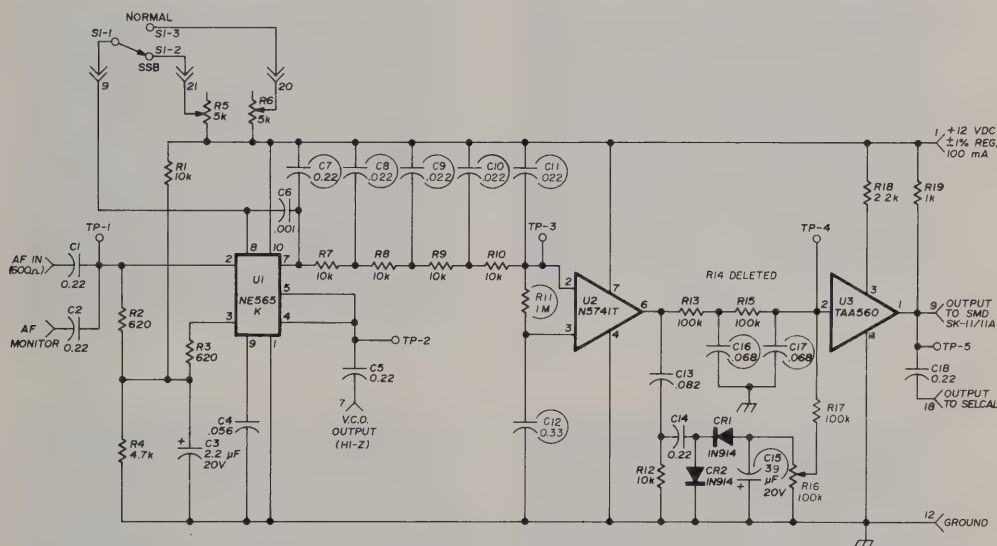 NORMAL
S1-3
S1-1
S1-2
SSB
9
21
20
R5
5k
R6
5k
1
+12 VDC
±1% REG,
100 mA
R1
10k
C7
0.22
C8
.022
C9
.022
C10
.022
C11
.022
R18
2.2k
R19
1k
C6
.001
TP-1
TP-3
TP-4
AF IN
(600Ω)
C1
0.22
8
10
2
7
U1
NE565
K
5
4
3
9
1
R7
10k
R8
10k
R9
10k
R10
10k
R14 DELETED
AF
MONITOR
C2
0.22
R2
620
R3
620
R11
1M
2
7
U2
N5741T
6
3
4
R13
100k
R15
100k
3
2
U3
TAA560
1
9
OUTPUT
TO SMD
SK-11/11A
TP-2
C16
.068
C17
.068
TP-5
C5
0.22
C13
.082
C18
0.22
18
OUTPUT
TO SELCAL
7
V.C.O.
OUTPUT
(HI-Z)
R17
100k
R4
4.7k
C3
2.2 µF
20V
+
C4
.056
C12
0.33
C14
0.22
CR1
1N914
R12
10k
CR2
1N914
C15
39
µF
20V
+
R16
100k
12
GROUND